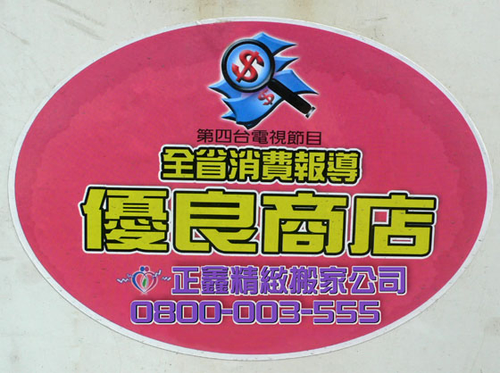 $
$
第四台電視節目
全省消費報導
優良商店
正鑫精緻搬家公司
0800-003-555